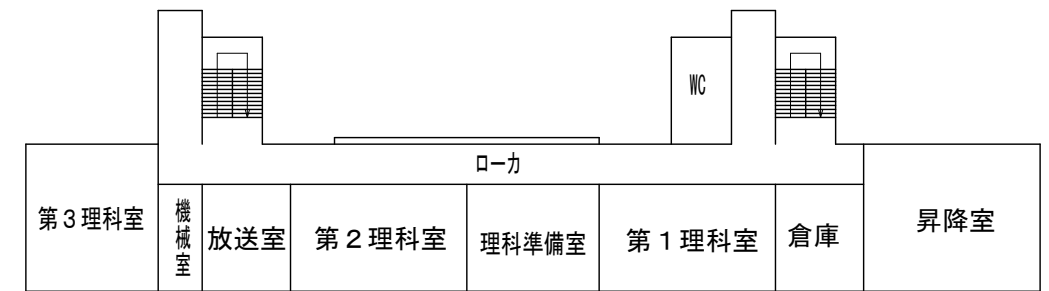 WC
ローカ
第３理科室
機械室
放送室
第２理科室
理科準備室
第１理科室
倉庫
昇降室